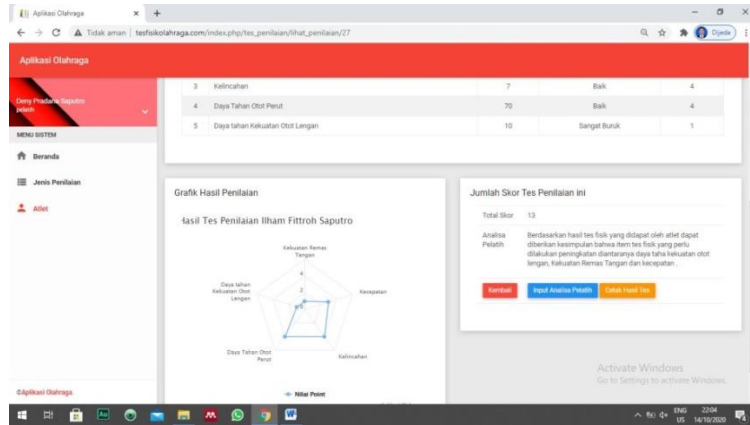 Aplikasi Olahraga
Tidak aman | tesfisikolahraga.com/index.php/tes_penilaian/lihat_penilaian/27
Dijeda
Aplikasi Olahraga
Deny Pradana Saputro
pelatih
MENU SISTEM
Beranda
Jenis Penilaian
Atlet
3 Kelincahan 7 Baik 4
4 Daya Tahan Otot Perut 70 Baik 4
5 Daya tahan Kekuatan Otot Lengan 10 Sangat Buruk 1
Grafik Hasil Penilaian
Hasil Tes Penilaian Ilham Fittroh Saputro
Kekuatan Remas
Tangan
4
2
0
Kecepatan
Kelincahan
Daya Tahan Otot
Perut
Daya tahan
Kekuatan Otot
Lengan
Nilai Point
Jumlah Skor Tes Penilaian ini
Total Skor 13
Analisa
Pelatih
Berdasarkan hasil tes fisik yang didapat oleh atlet dapat
diberikan kesimpulan bahwa item tes fisik yang perlu
dilakukan peningkatan diantaranya daya taha kekuatan otot
lengan, Kekuatan Remas Tangan dan kecepatan .
Kembali
Input Analisa Pelatih
Cetak Hasil Tes
Activate Windows
Go to Settings to activate Windows.
©Aplikasi Olahraga.
ENG
US
22:04
14/10/2020